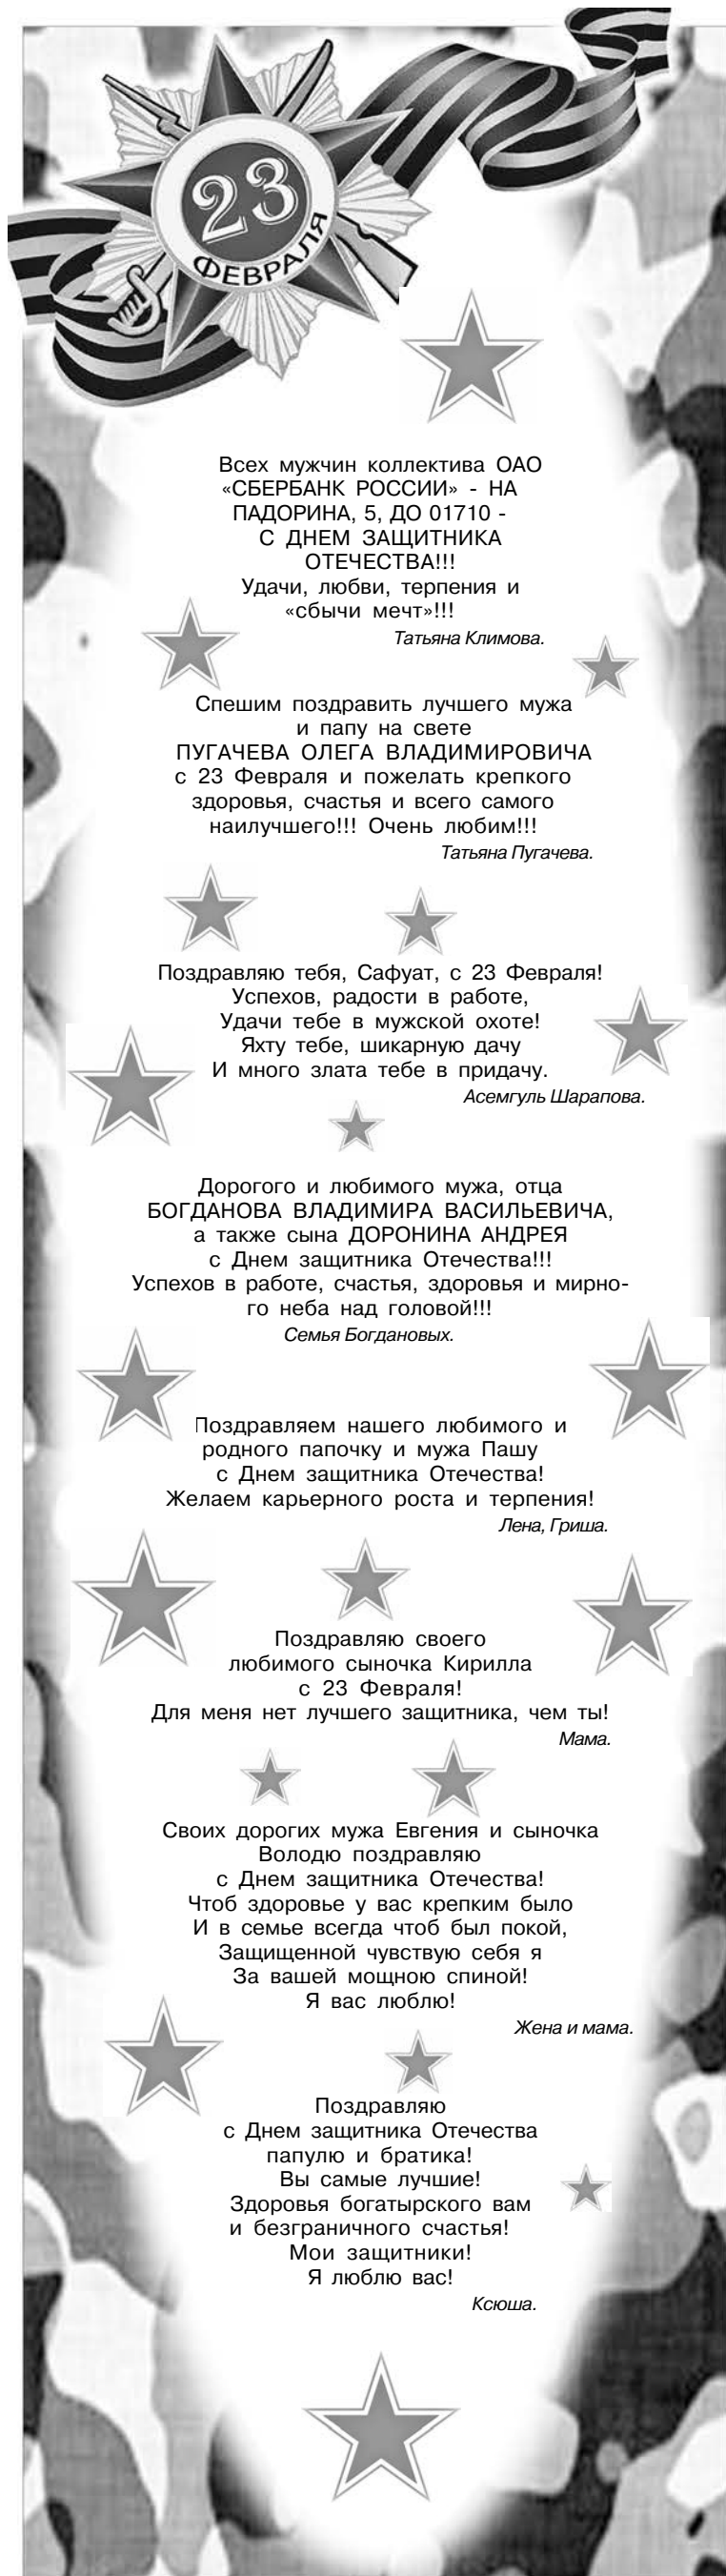 23
ФЕВРАЛЯ
Всех мужчин коллектива ОАО
«СБЕРБАНК РОССИИ» - НА
ПАДОРИНА, 5, ДО 01710 -
С ДНЕМ ЗАЩИТНИКА
ОТЕЧЕСТВА!!!
Удачи, любви, терпения и
«сбычи мечт»!!!
Татьяна Климова.
Спешим поздравить лучшего мужа
и папу на свете
ПУГАЧЕВА ОЛЕГА ВЛАДИМИРОВИЧА
с 23 Февраля и пожелать крепкого
здоровья, счастья и всего самого
наилучшего!!! Очень любим!!!
Татьяна Пугачева.
Поздравляю тебя, Сафуат, с 23 Февраля!
Успехов, радости в работе,
Удачи тебе в мужской охоте!
Яхту тебе, шикарную дачу
И много злата тебе в придачу.
Асемгуль Шарапова.
Дорогого и любимого мужа, отца
БОГДАНОВА ВЛАДИМИРА ВАСИЛЬЕВИЧА,
а также сына ДОРОНИНА АНДРЕЯ
с Днем защитника Отечества!!!
Успехов в работе, счастья, здоровья и мирно-
го неба над головой!!!
Семья Богдановых.
Поздравляем нашего любимого и
родного папочку и мужа Пашу
с Днем защитника Отечества!
Желаем карьерного роста и терпения!
Лена, Гриша.
Поздравляю своего
любимого сыночка Кирилла
с 23 Февраля!
Для меня нет лучшего защитника, чем ты!
Мама.
Своих дорогих мужа Евгения и сыночка
Володю поздравляю
с Днем защитника Отечества!
Чтоб здоровье у вас крепким было
И в семье всегда чтоб был покой,
Защищенной чувствую себя я
За вашей мощною спиной!
Я вас люблю!
Жена и мама.
Поздравляю
с Днем защитника Отечества
папулю и братика!
Вы самые лучшие!
Здоровья богатырского вам
и безграничного счастья!
Мои защитники!
Я люблю вас!
Ксюша.